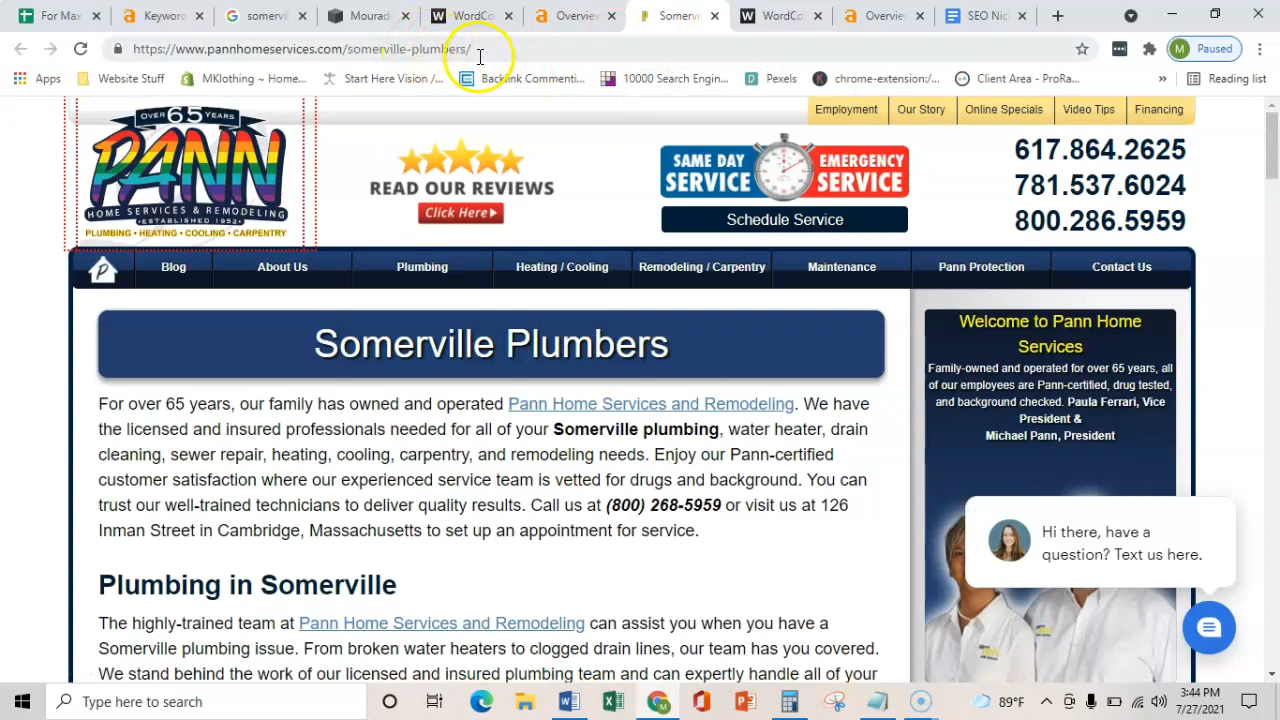 For Max
Keyword
somervil
Mourad
WordCo
Overview
Somervi
WordCo
Overvie
SEO Nic
https://www.pannhomeservices.com/somerville-plumbers/
M Paused
Apps
Website Stuff
MKlothing ~ Home...
Start Here Vision /...
Backlink Commenti...
10000 Search Engin...
Pexels
chrome-extension:/...
Client Area - ProRa...
»
Reading list
OVER 65 YEARS
PANN
HOME SERVICES & REMODELING
ESTABLISHED 1952
PLUMBING • HEATING • COOLING • CARPENTRY
READ OUR REVIEWS
Click Here
Employment
Our Story
Online Specials
Video Tips
Financing
SAME DAY SERVICE
EMERGENCY SERVICE
Schedule Service
617.864.2625
781.537.6024
800.286.5959
Blog
About Us
Plumbing
Heating / Cooling
Remodeling / Carpentry
Maintenance
Pann Protection
Contact Us
Somerville Plumbers
For over 65 years, our family has owned and operated Pann Home Services and Remodeling. We have
the licensed and insured professionals needed for all of your Somerville plumbing, water heater, drain
cleaning, sewer repair, heating, cooling, carpentry, and remodeling needs. Enjoy our Pann-certified
customer satisfaction where our experienced service team is vetted for drugs and background. You can
trust our well-trained technicians to deliver quality results. Call us at (800) 268-5959 or visit us at 126
Inman Street in Cambridge, Massachusetts to set up an appointment for service.
Plumbing in Somerville
The highly-trained team at Pann Home Services and Remodeling can assist you when you have a
Somerville plumbing issue. From broken water heaters to clogged drain lines, our team has you covered.
We stand behind the work of our licensed and insured plumbing team and can expertly handle all of your
Welcome to Pann Home
Services
Family-owned and operated for over 65 years, all
of our employees are Pann-certified, drug tested,
and background checked. Paula Ferrari, Vice
President &
Michael Pann, President
Hi there, have a
question? Text us here.
Type here to search
89°F
3:44 PM
7/27/2021